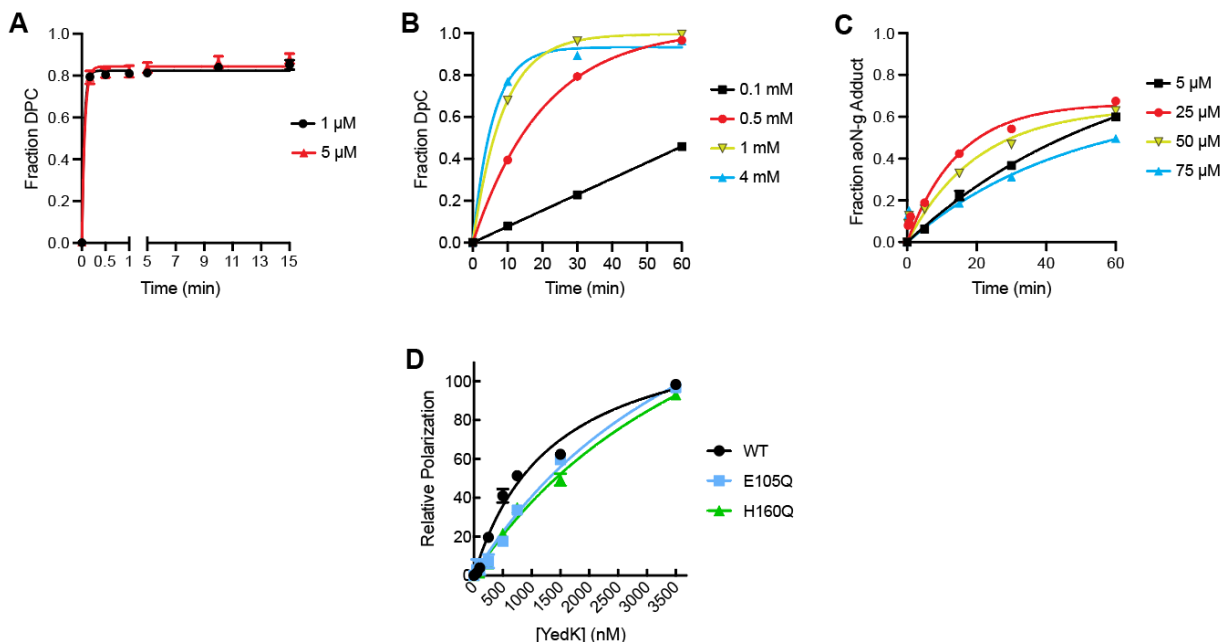 A
Fraction DPC
1.0
0.8
0.6
0.4
0.2
0.0
0 0.5 1 5 7 9 11 13 15
Time (min)
1 µM
5 µM
B
Fraction DpC
1.0
0.8
0.6
0.4
0.2
0.0
0 10 20 30 40 50 60
Time (min)
0.1 mM
0.5 mM
1 mM
4 mM
C
Fraction aoN-g Adduct
1.0
0.8
0.6
0.4
0.2
0.0
0 20 40 60
Time (min)
5 µM
25 µM
50 µM
75 µM
D
Relative Polarization
100
80
60
40
20
0
0 500 1000 1500 2000 2500 3000 3500
[YedK] (nM)
WT
E105Q
H160Q